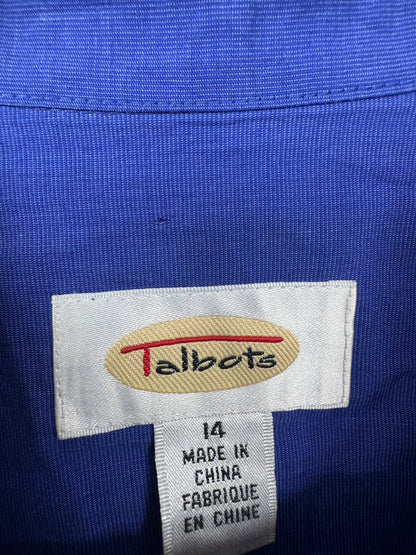 Talbots
14
MADE IN
CHINA
FABRIQUE
EN CHINE